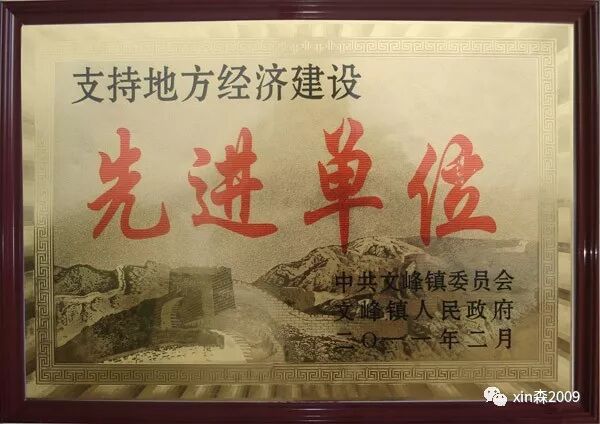 支持地方经济建设
先进单位
中共文峰镇委员会
文峰镇人民政府
二〇一一年二月
xin森2009